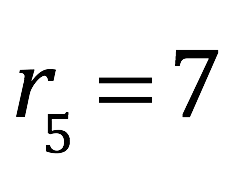 r₅ = 7